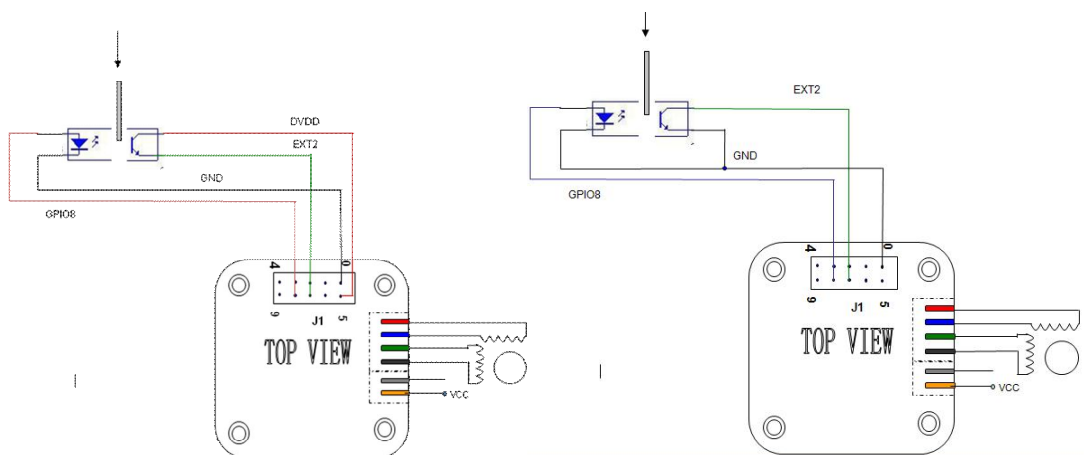 DVDD
EXT2
GND
GPIO8
4
0
9
J1
5
TOP VIEW
VCC
EXT2
GND
GPIO8
4
0
9
J1
5
TOP VIEW
VCC